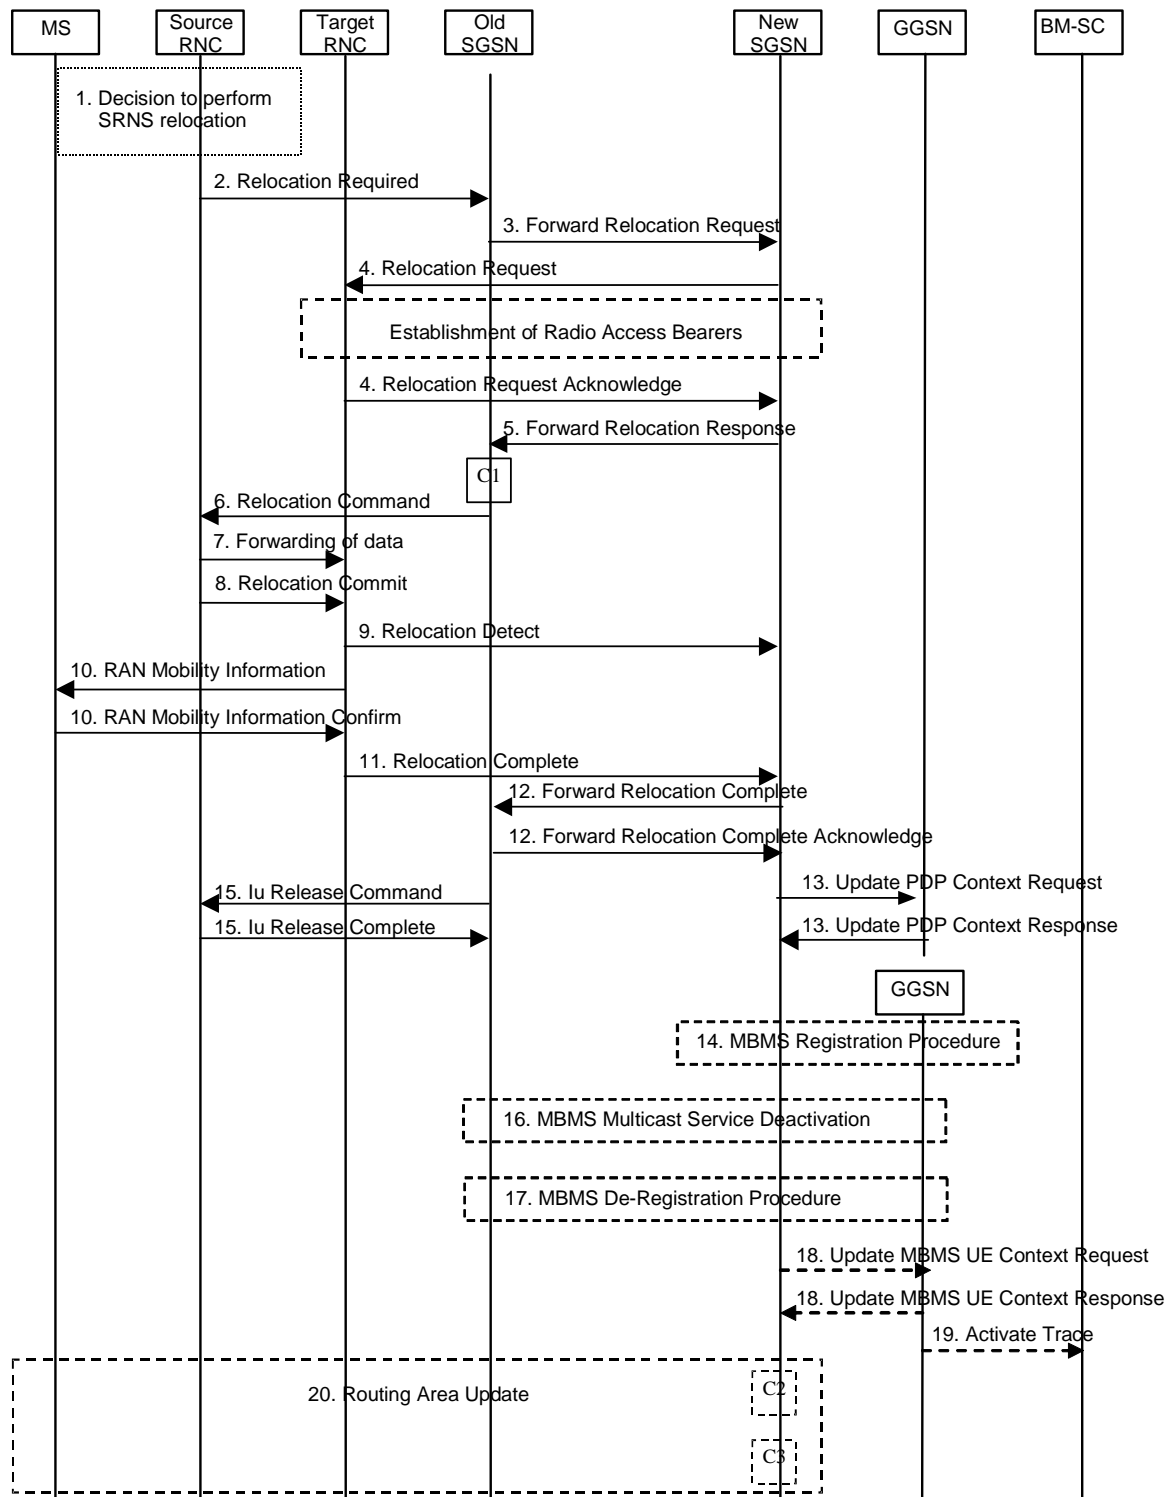 MS
Source
RNC
Target
RNC
Old
SGSN
New
SGSN
GGSN
BM-SC
1. Decision to perform
SRNS relocation
2. Relocation Required
3. Forward Relocation Request
4. Relocation Request
Establishment of Radio Access Bearers
4. Relocation Request Acknowledge
5. Forward Relocation Response
C1
6. Relocation Command
7. Forwarding of data
8. Relocation Commit
9. Relocation Detect
10. RAN Mobility Information
10. RAN Mobility Information Confirm
11. Relocation Complete
12. Forward Relocation Complete
12. Forward Relocation Complete Acknowledge
13. Update PDP Context Request
15. Iu Release Command
13. Update PDP Context Response
15. Iu Release Complete
GGSN
14. MBMS Registration Procedure
16. MBMS Multicast Service Deactivation
17. MBMS De-Registration Procedure
18. Update MBMS UE Context Request
18. Update MBMS UE Context Response
19. Activate Trace
20. Routing Area Update
C2
C3